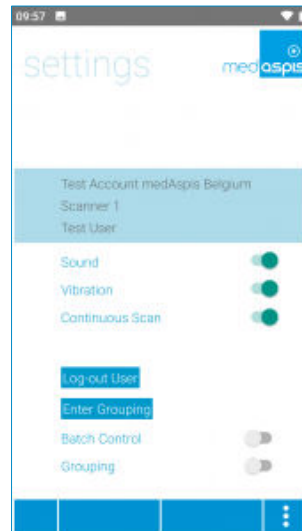 09:57
settings
medaspis
Test Account medAspis Belgium
Scanner 1
Test User
Sound
Vibration
Continuous Scan
Log-out User
Enter Grouping
Batch Control
Grouping